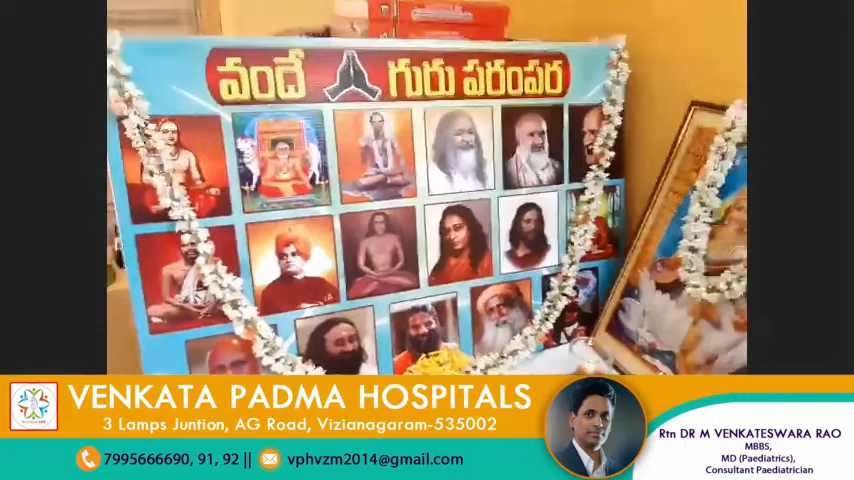 వందే గురు పరంపర
VENKATA PADMA HOSPITALS
3 Lamps Juntion, AG Road, Vizianagaram-535002
7995666690, 91, 92 || vphvzm2014@gmail.com
Rtn DR M VENKATESWARA RAO
MBBS,
MD (Paediatrics),
Consultant Paediatrician